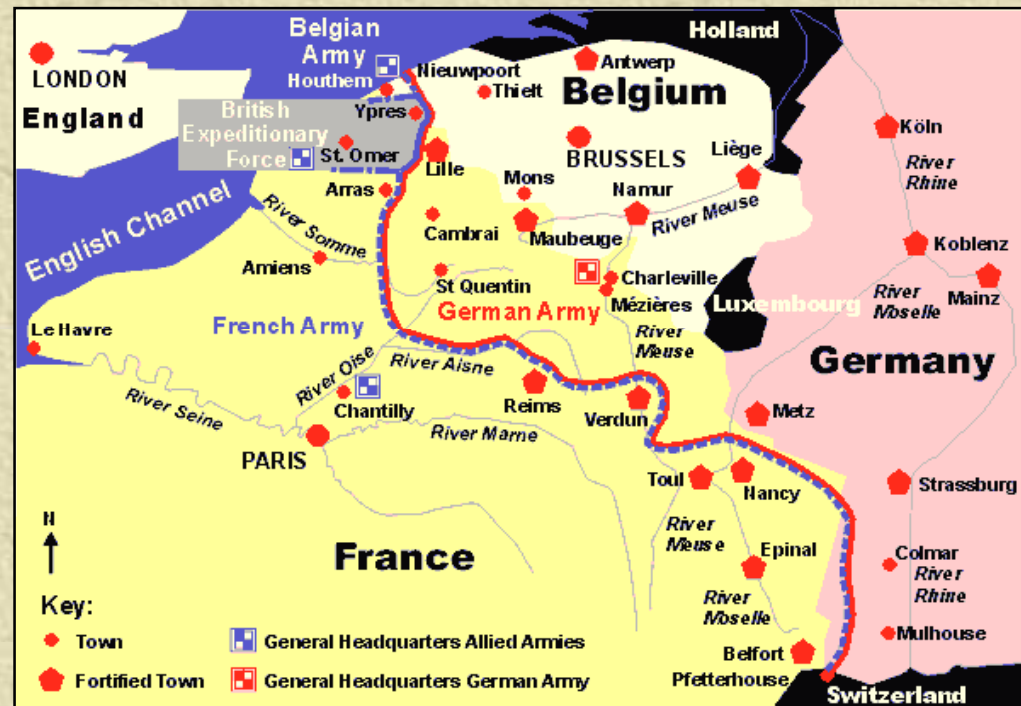 Holland
Belgian
Army
Houthem
Nieuwpoort
Antwerp
Thielt
LONDON
England
Belgium
British
Expeditionary
Force
Ypres
St. Omer
Lille
BRUSSELS
Liège
Köln
River
Rhine
Arras
Mons
Namur
River Meuse
English Channel
River Somme
Cambrai
Maubeuge
Koblenz
Amiens
St Quentin
Charleville
Mézières
Luxembourg
River
Moselle
Mainz
Le Havre
French Army
German Army
River
Meuse
Germany
River Oise
River Aisne
River Seine
Chantilly
Reims
Verdun
Metz
River Marne
PARIS
Toul
Nancy
Strassburg
N
River
Meuse
Epinal
Colmar
River
Rhine
France
River
Moselle
Mulhouse
Key:
Town
General Headquarters Allied Armies
Fortified Town
General Headquarters German Army
Belfort
Pfetterhouse
Switzerland